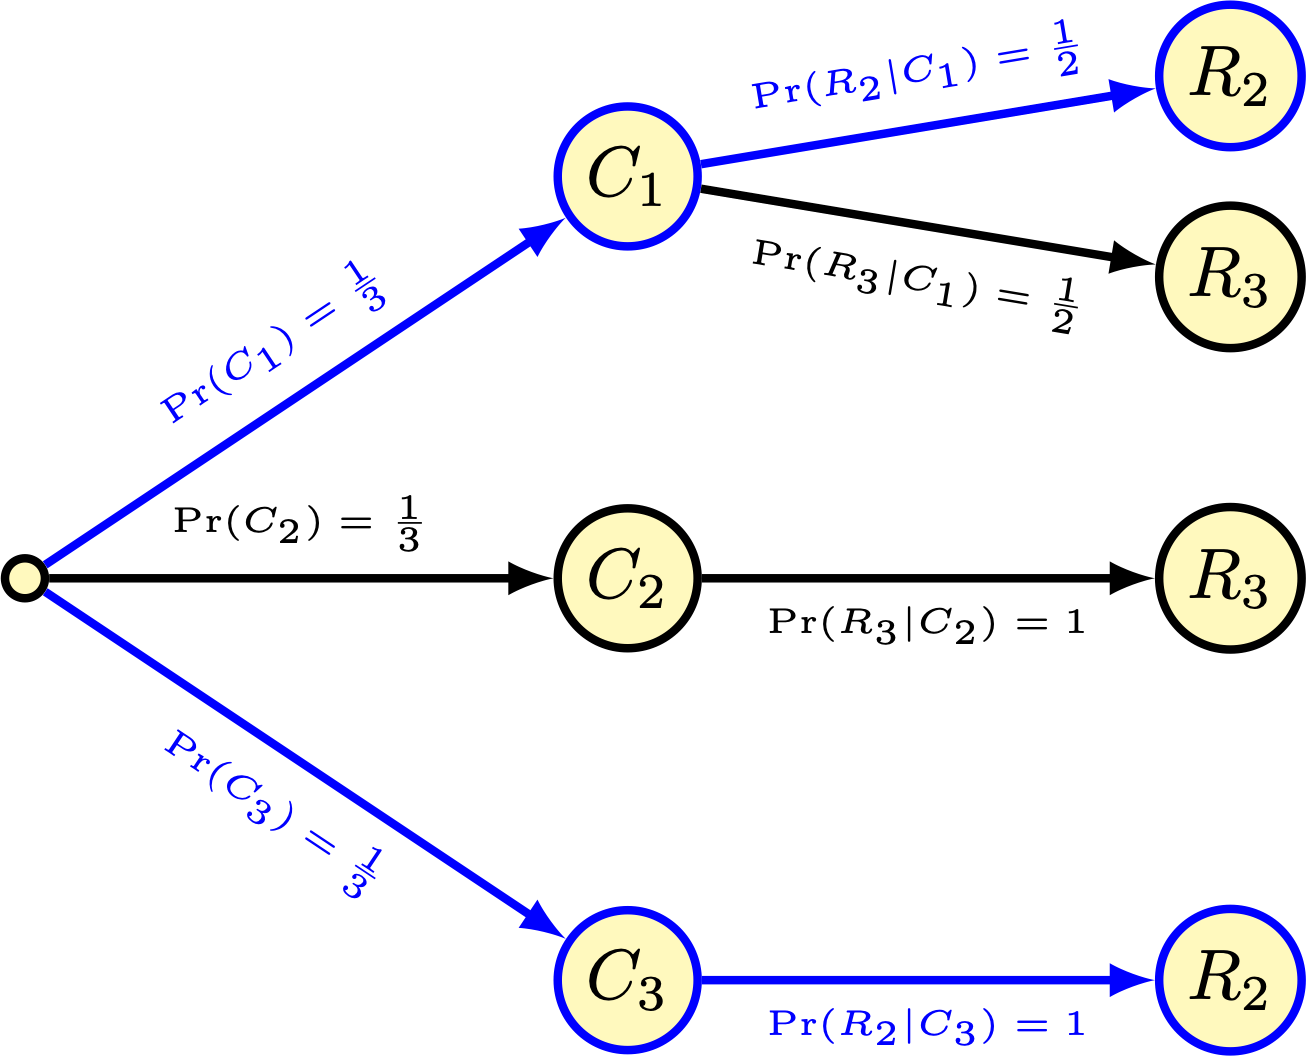 Pr(R₂|C₁) = 1/2
R₂
C₁
Pr(R₃|C₁) = 1/2
R₃
Pr(C₁) = 1/3
Pr(C₂) = 1/3
C₂
R₃
Pr(R₃|C₂) = 1
Pr(C₃) = 1/3
C₃
R₂
Pr(R₂|C₃) = 1